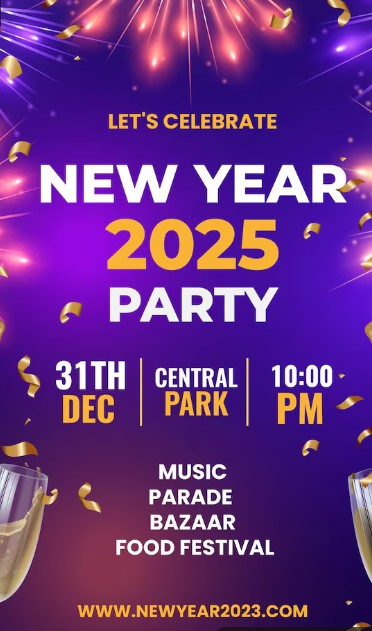 LET'S CELEBRATE
NEW YEAR
2025
PARTY
31TH
DEC
CENTRAL
PARK
10:00
PM
MUSIC
PARADE
BAZAAR
FOOD FESTIVAL
WWW.NEWYEAR2023.COM